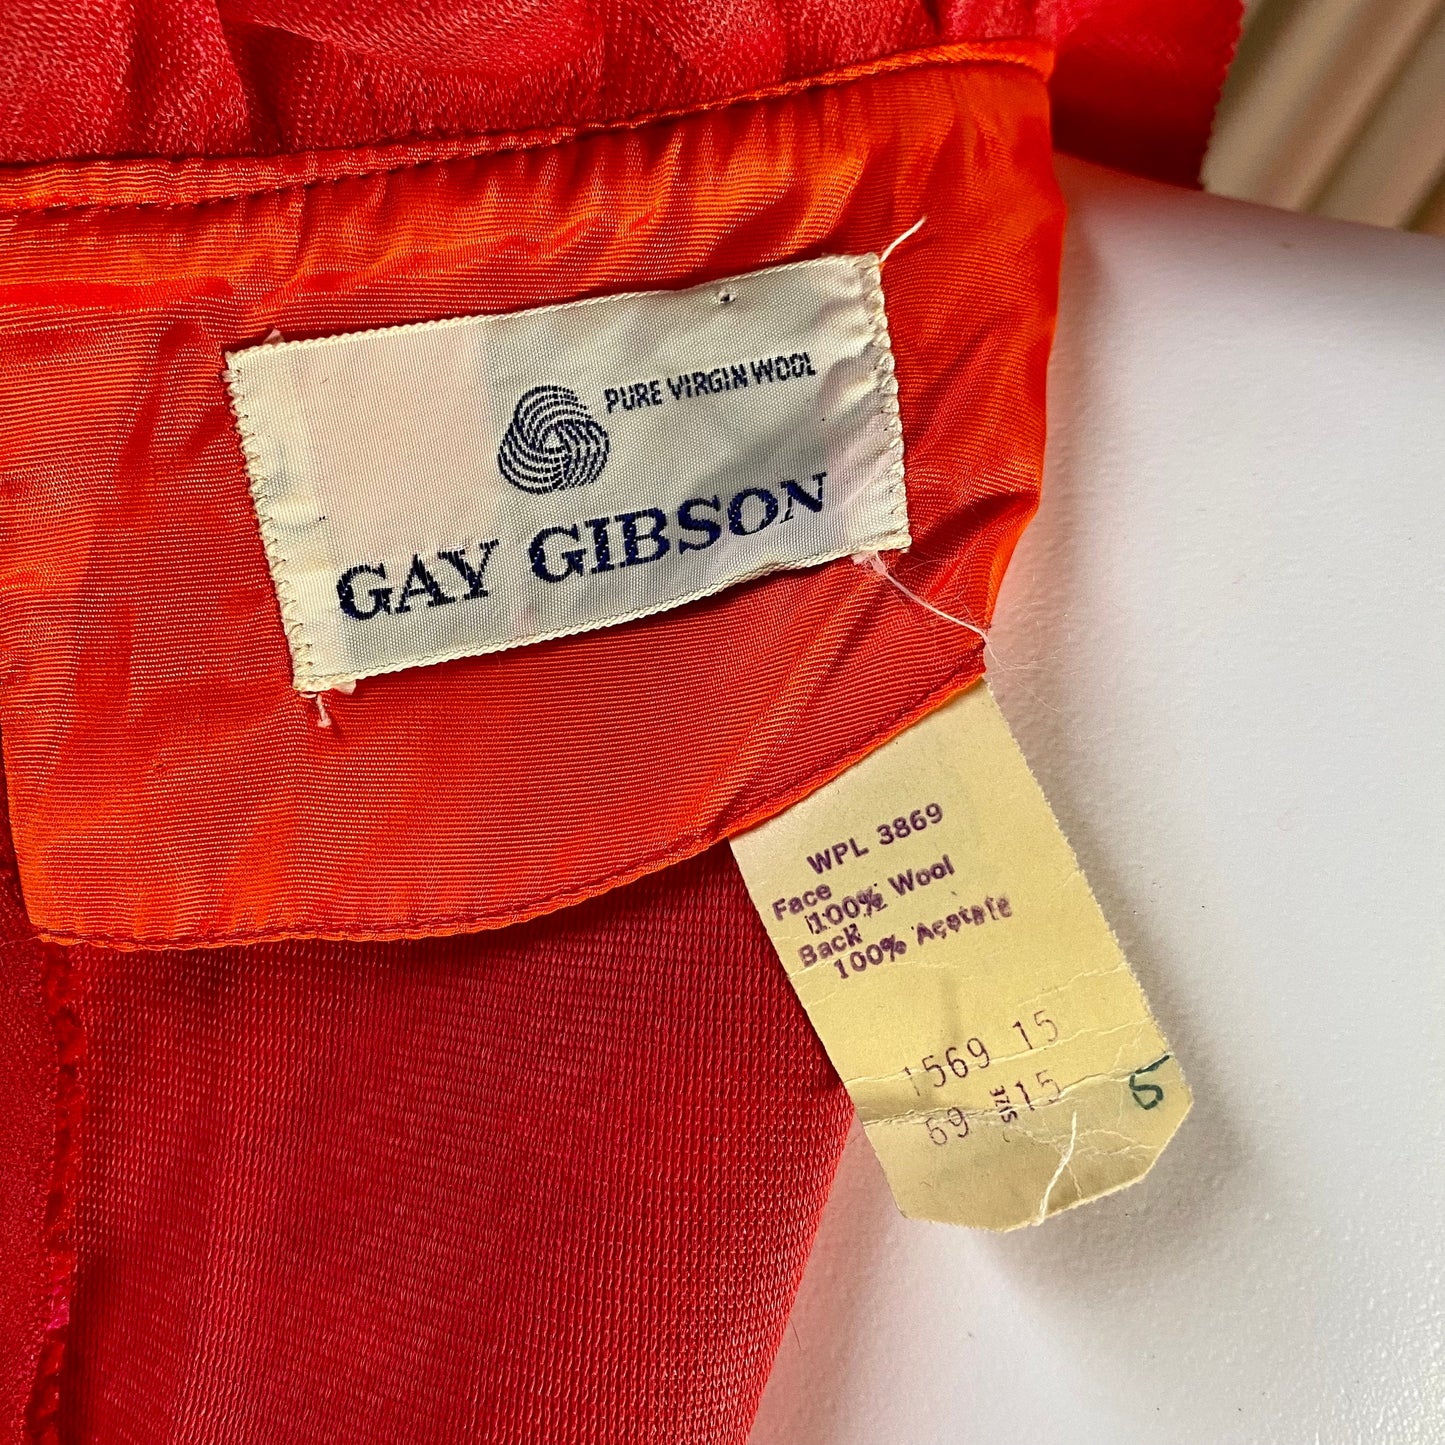 PURE VIRGIN WOOL
GAY GIBSON
WPL 3869
Face
100% Wool
Back
100% Acetate
1569 15
69 SIZE 15
5